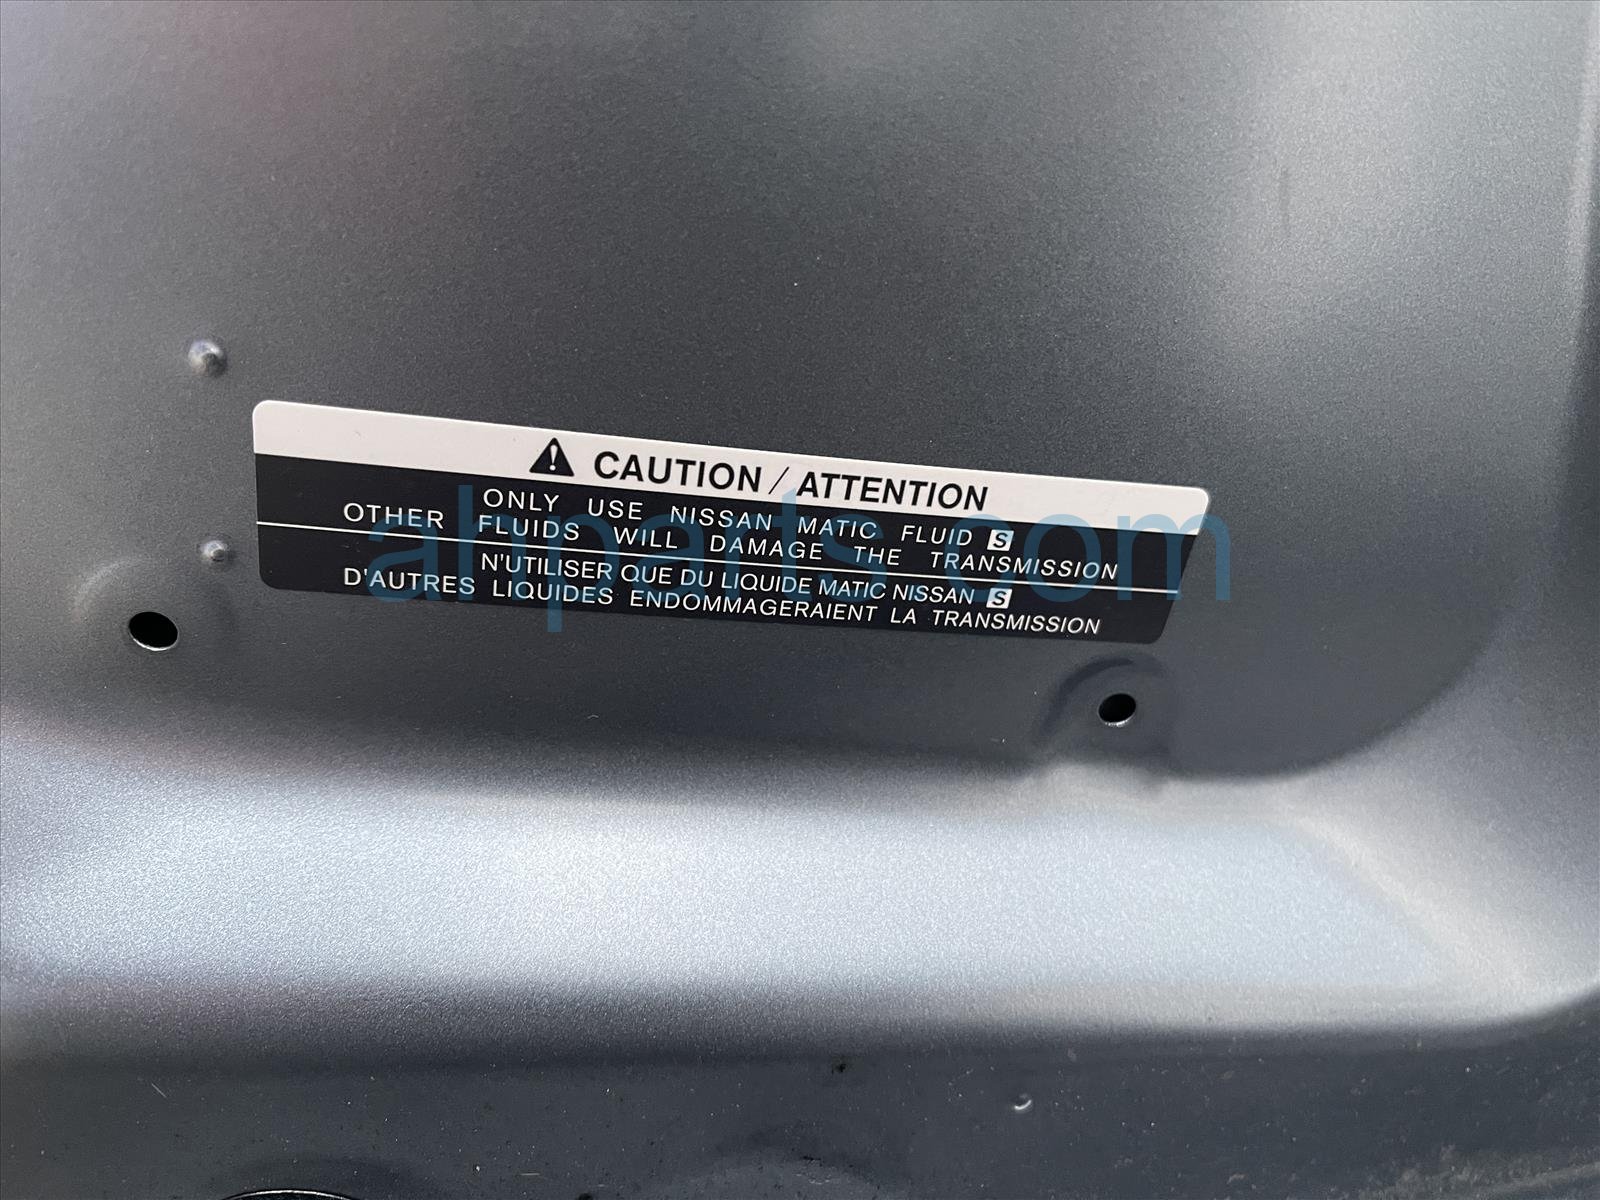 CAUTION / ATTENTION
ONLY USE NISSAN MATIC FLUID S
OTHER FLUIDS WILL DAMAGE THE TRANSMISSION
N'UTILISER QUE DU LIQUIDE MATIC NISSAN S
D'AUTRES LIQUIDES ENDOMMAGERAIENT LA TRANSMISSION
ahparts.com